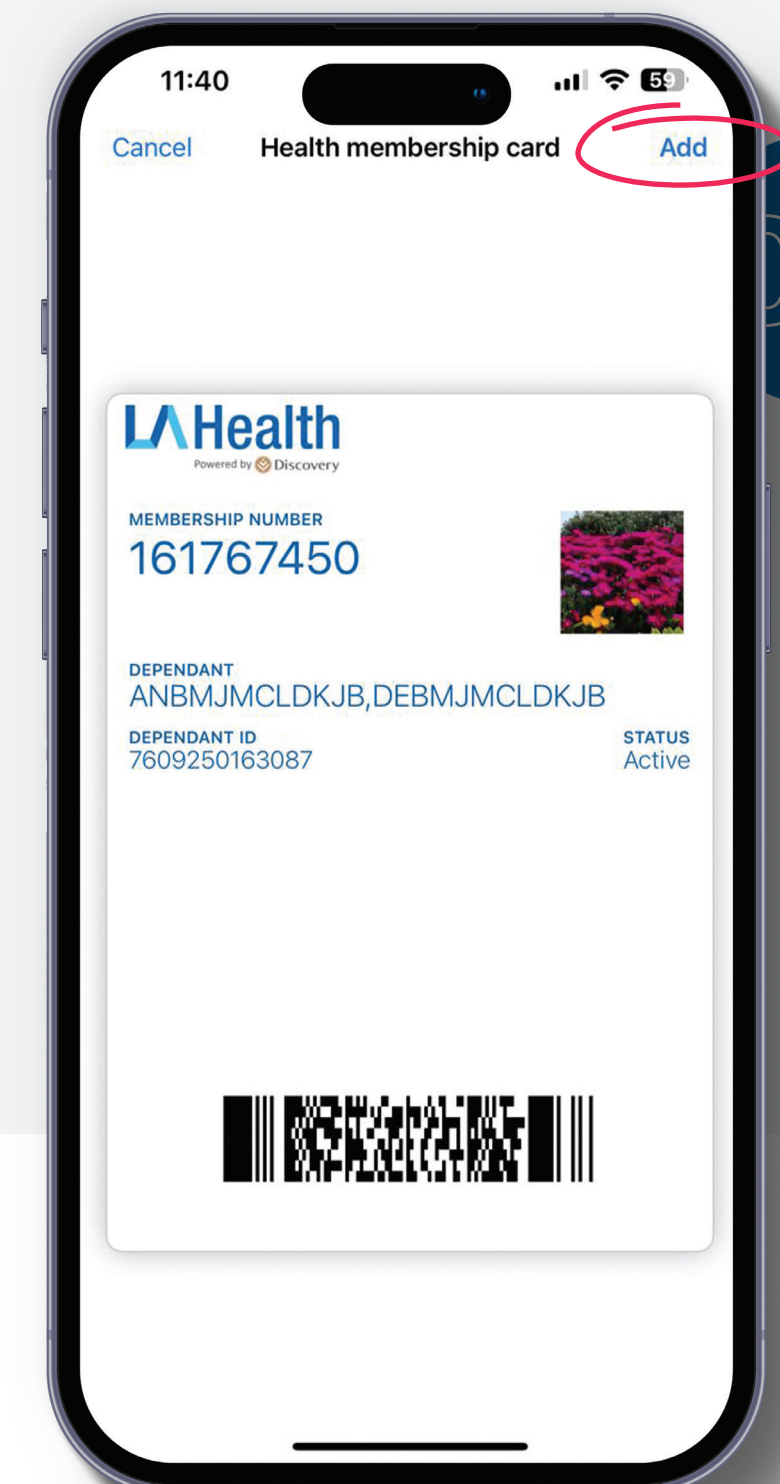 11:40
59
Cancel Health membership card Add
LA Health
Powered by Discovery
MEMBERSHIP NUMBER
161767450
DEPENDANT
ANBMJMCLDKJB,DEBMJMCLDKJB
DEPENDANT ID STATUS
7609250163087 Active